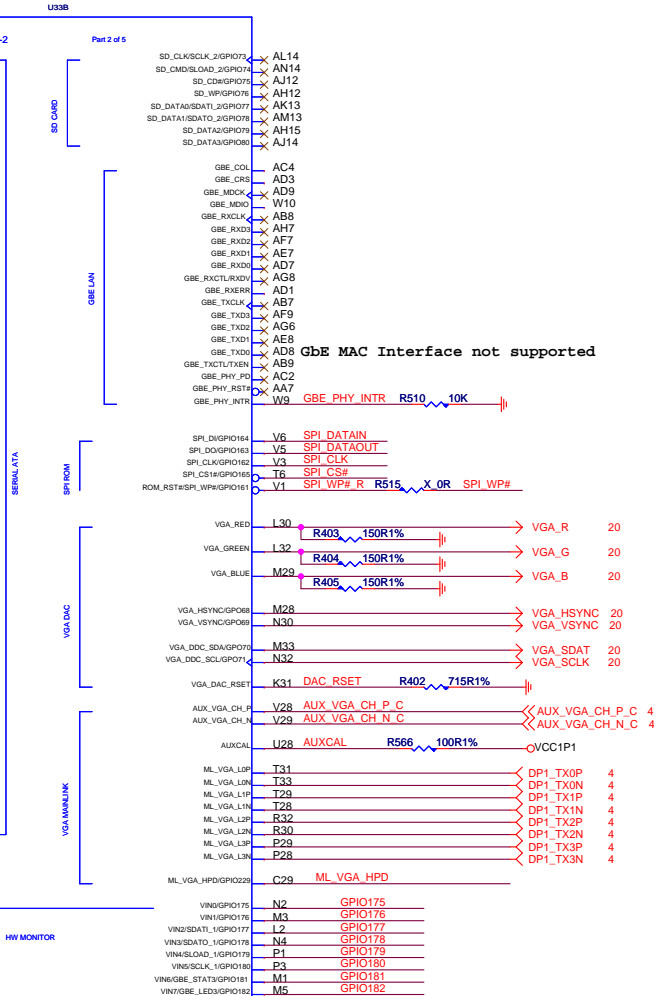 U33B
-2
Part 2 of 5
SERIAL ATA
SD CARD
SD_CLK/SCLK_2/GPIO73 AL14
SD_CMD/SLOAD_2/GPIO74 AN14
SD_CD#/GPIO75 AJ12
SD_WP/GPIO76 AH12
SD_DATA0/SDATI_2/GPIO77 AK13
SD_DATA1/SDATO_2/GPIO78 AM13
SD_DATA2/GPIO79 AH15
SD_DATA3/GPIO80 AJ14
GBE LAN
GBE_COL AC4
GBE_CRS AD3
GBE_MDCK AD9
GBE_MDIO W10
GBE_RXCLK AB8
GBE_RXD3 AH7
GBE_RXD2 AF7
GBE_RXD1 AE7
GBE_RXD0 AD7
GBE_RXCTL/RXDV AG8
GBE_RXERR AD1
GBE_TXCLK AB7
GBE_TXD3 AF9
GBE_TXD2 AG6
GBE_TXD1 AE8
GBE_TXD0 AD8 GbE MAC Interface not supported
GBE_TXCTL/TXEN AB9
GBE_PHY_PD AC2
GBE_PHY_RST# AA7
GBE_PHY_INTR W9 GBE_PHY_INTR R510 10K
SPI ROM
SPI_DI/GPIO164 V6 SPI_DATAIN
SPI_DO/GPIO163 V5 SPI_DATAOUT
SPI_CLK/GPIO162 V3 SPI_CLK
SPI_CS1#/GPIO165 T6 SPI_CS#
ROM_RST#/SPI_WP#/GPIO161 V1 SPI_WP#_R R515 X_0R SPI_WP#
VGA DAC
VGA_RED L30 VGA_R 20
R403 150R1%
VGA_GREEN L32 VGA_G 20
R404 150R1%
VGA_BLUE M29 VGA_B 20
R405 150R1%
VGA_HSYNC/GPO68 M28 VGA_HSYNC 20
VGA_VSYNC/GPO69 N30 VGA_VSYNC 20
VGA_DDC_SDA/GPO70 M33 VGA_SDAT 20
VGA_DDC_SCL/GPO71 N32 VGA_SCLK 20
VGA_DAC_RSET K31 DAC_RSET R402 715R1%
VGA MAINLINK
AUX_VGA_CH_P V28 AUX_VGA_CH_P_C AUX_VGA_CH_P_C 4
AUX_VGA_CH_N V29 AUX_VGA_CH_N_C AUX_VGA_CH_N_C 4
AUXCAL U28 AUXCAL R566 100R1% VCC1P1
ML_VGA_L0P T31 DP1_TX0P 4
ML_VGA_L0N T33 DP1_TX0N 4
ML_VGA_L1P T29 DP1_TX1P 4
ML_VGA_L1N T28 DP1_TX1N 4
ML_VGA_L2P R32 DP1_TX2P 4
ML_VGA_L2N R30 DP1_TX2N 4
ML_VGA_L3P P29 DP1_TX3P 4
ML_VGA_L3N P28 DP1_TX3N 4
ML_VGA_HPD/GPIO229 C29 ML_VGA_HPD
HW MONITOR
VIN0/GPIO175 N2 GPIO175
VIN1/GPIO176 M3 GPIO176
VIN2/SDATI_1/GPIO177 L2 GPIO177
VIN3/SDATO_1/GPIO178 N4 GPIO178
VIN4/SLOAD_1/GPIO179 P1 GPIO179
VIN5/SCLK_1/GPIO180 P3 GPIO180
VIN6/GBE_STAT3/GPIO181 M1 GPIO181
VIN7/GBE_LED3/GPIO182 M5 GPIO182